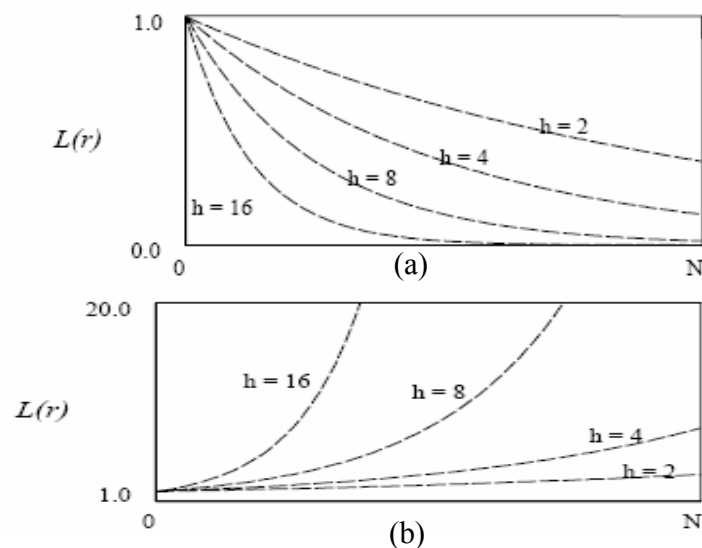 1.0
h = 2
L(r)
h = 4
h = 8
h = 16
0.0
0
N
(a)
20.0
h = 16
h = 8
L(r)
h = 4
h = 2
1.0
0
N
(b)